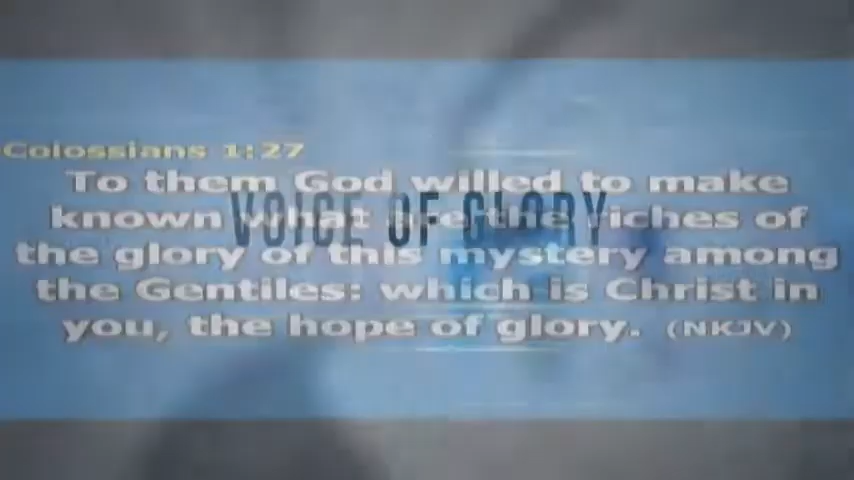 Colossians 1:27
To them God willed to make
known what are the riches of
VOICE OF GLORY
the glory of this mystery among
the Gentiles: which is Christ in
you, the hope of glory. (NKJV)